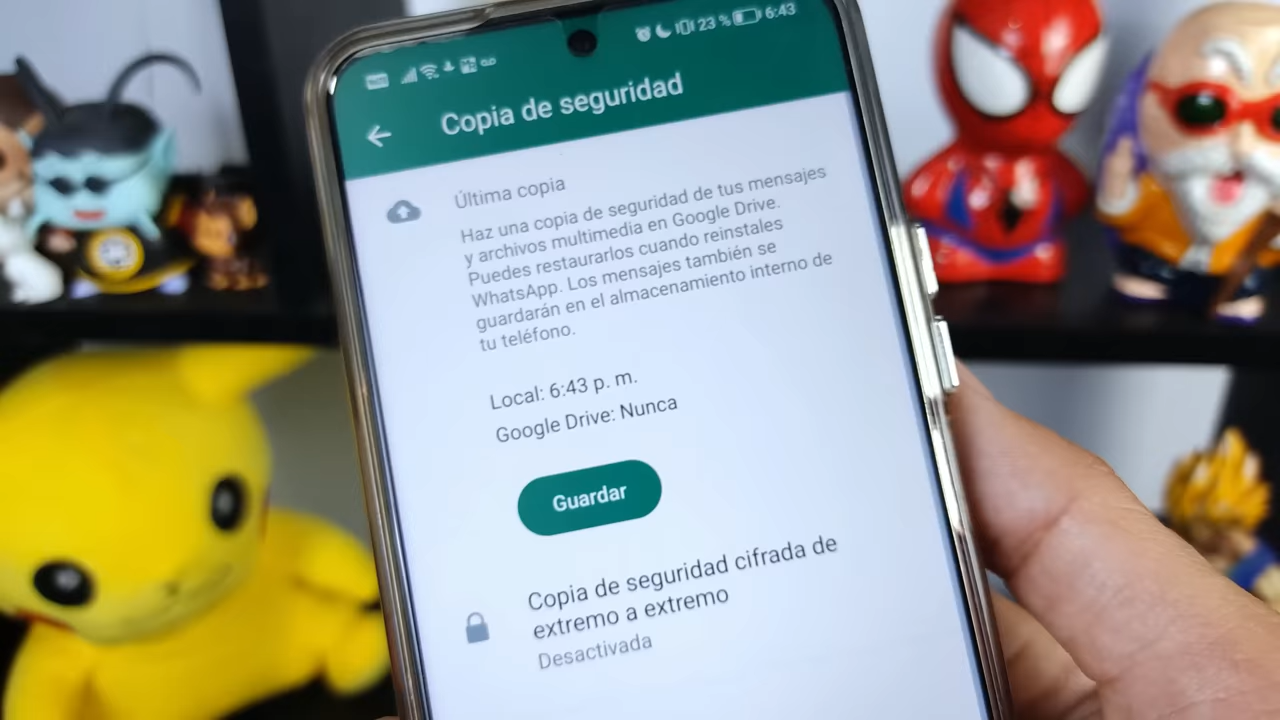 23 % 6:43
Copia de seguridad
Última copia
Haz una copia de seguridad de tus mensajes
y archivos multimedia en Google Drive.
Puedes restaurarlos cuando reinstales
WhatsApp. Los mensajes también se
guardarán en el almacenamiento interno de
tu teléfono.
Local: 6:43 p. m.
Google Drive: Nunca
Guardar
Copia de seguridad cifrada de
extremo a extremo
Desactivada